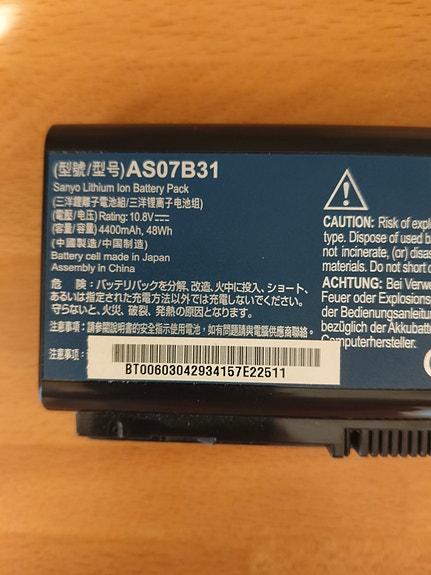 (型號/型号)AS07B31
Sanyo Lithium Ion Battery Pack
(三洋鋰離子電池組/三洋锂离子电池组)
(電壓/电压) Rating: 10.8V
(容量/容量) 4400mAh, 48Wh
(中國製造/中国制造)
Battery cell made in Japan
Assembly in China
危 険：バッテリパックを分解、改造、火中に投入、ショート、
あるいは指定された充電方法以外では充電しないでください。
守らないと、火災、破裂、発熱の原因となります。
注意事項：請參閱說明書的安全指示使用電池，如有問題請與電腦供應商聯絡。
注意事项：
BT00603042934157E22511
CAUTION: Risk of explo
type. Dispose of used b
not incinerate, (or) disas
materials. Do not short c
ACHTUNG: Bei Verwe
Feuer oder Explosions
der Bedienungsanleitun
bezüglich der Akkubatt
Computerhersteller.